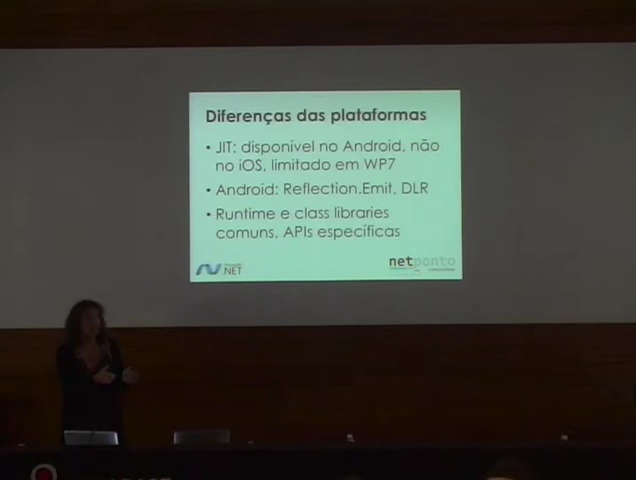 Diferenças das plataformas
• JIT: disponível no Android, não
no iOS, limitado em WP7
• Android: Reflection.Emit, DLR
• Runtime e class libraries
comuns, APIs específicas
.NET
netponto